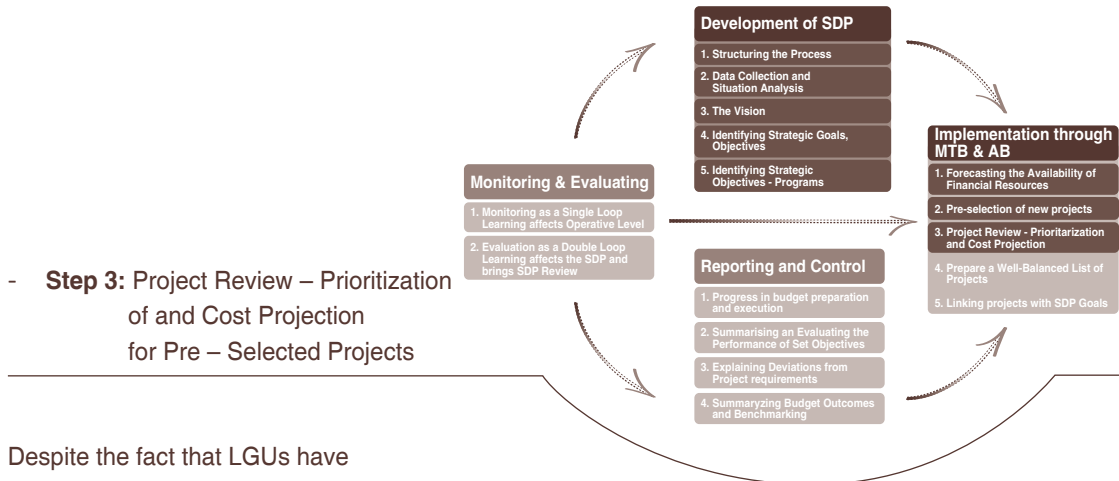 Development of SDP
1. Structuring the Process
2. Data Collection and
Situation Analysis
3. The Vision
4. Identifying Strategic Goals,
Objectives
5. Identifying Strategic
Objectives - Programs
Implementation through
MTB & AB
1. Forecasting the Availability of
Financial Resources
2. Pre-selection of new projects
3. Project Review - Prioritarization
and Cost Projection
4. Prepare a Well-Balanced List of
Projects
5. Linking projects with SDP Goals
Monitoring & Evaluating
1. Monitoring as a Single Loop
Learning affects Operative Level
2. Evaluation as a Double Loop
Learning affects the SDP and
brings SDP Review
Reporting and Control
1. Progress in budget preparation
and execution
2. Summarising an Evaluating the
Performance of Set Objectives
3. Explaining Deviations from
Project requirements
4. Summaryzing Budget Outcomes
and Benchmarking
- Step 3: Project Review – Prioritization
of and Cost Projection
for Pre – Selected Projects
Despite the fact that LGUs have